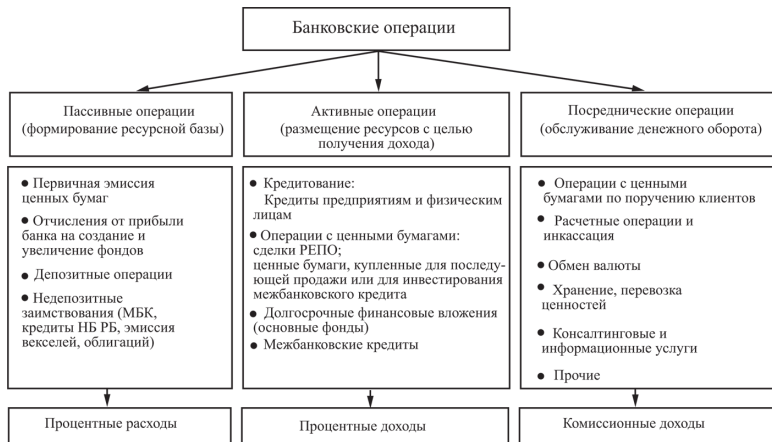 Банковские операции
Пассивные операции
(формирование ресурсной базы)
Активные операции
(размещение ресурсов с целью
получения дохода)
Посреднические операции
(обслуживание денежного оборота)
● Первичная эмиссия
ценных бумаг
● Отчисления от прибыли
банка на создание и
увеличение фондов
● Депозитные операции
● Недепозитные
заимствования (МБК,
кредиты НБ РБ, эмиссия
векселей, облигаций)
● Кредитование:
Кредиты предприятиям и физическим
лицам
● Операции с ценными бумагами:
сделки РЕПО;
ценные бумаги, купленные для последу-
ющей продажи или для инвестирования
межбанковского кредита
● Долгосрочные финансовые вложения
(основные фонды)
● Межбанковские кредиты
● Операции с ценными
бумагами по поручению клиентов
● Расчетные операции и
инкассация
● Обмен валюты
● Хранение, перевозка
ценностей
● Консалтинговые и
информационные услуги
● Прочие
Процентные расходы
Процентные доходы
Комиссионные доходы